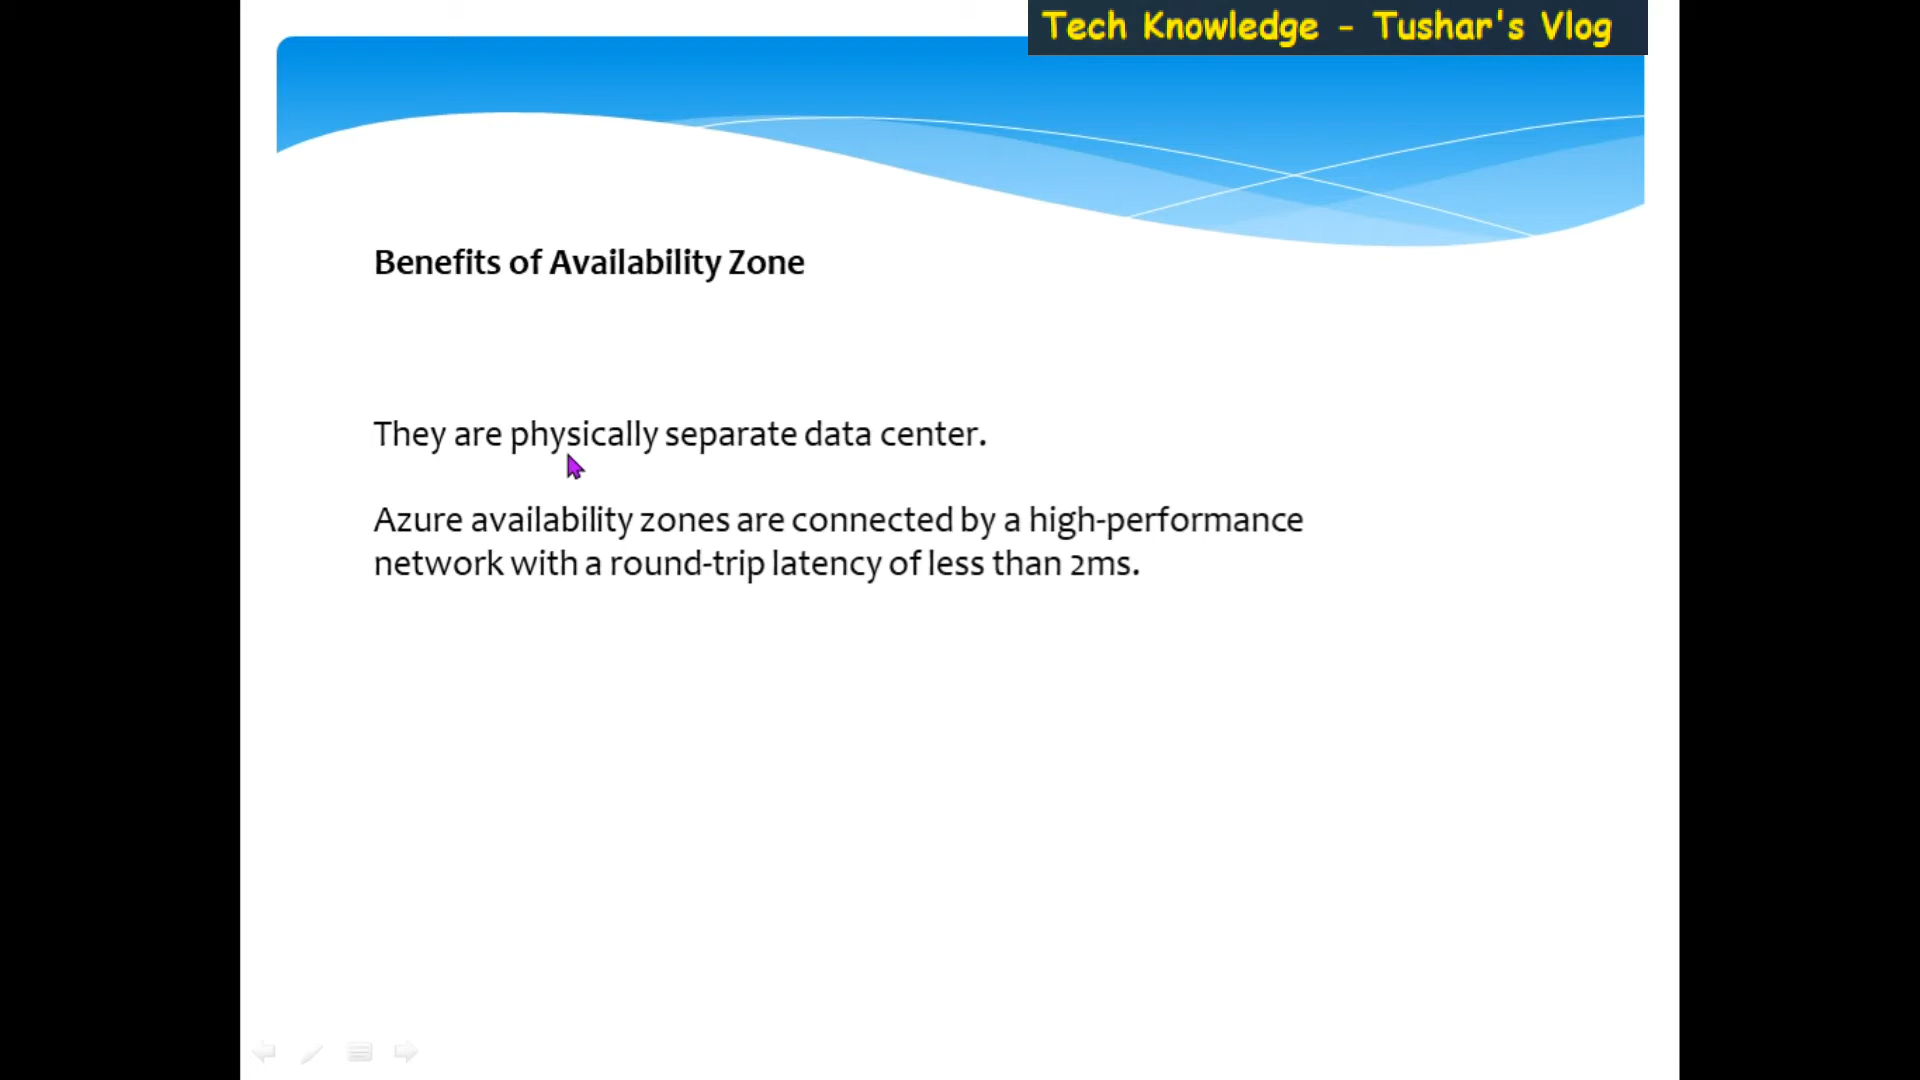 Tech Knowledge - Tushar's Vlog
Benefits of Availability Zone
They are physically separate data center.
Azure availability zones are connected by a high-performance
network with a round-trip latency of less than 2ms.